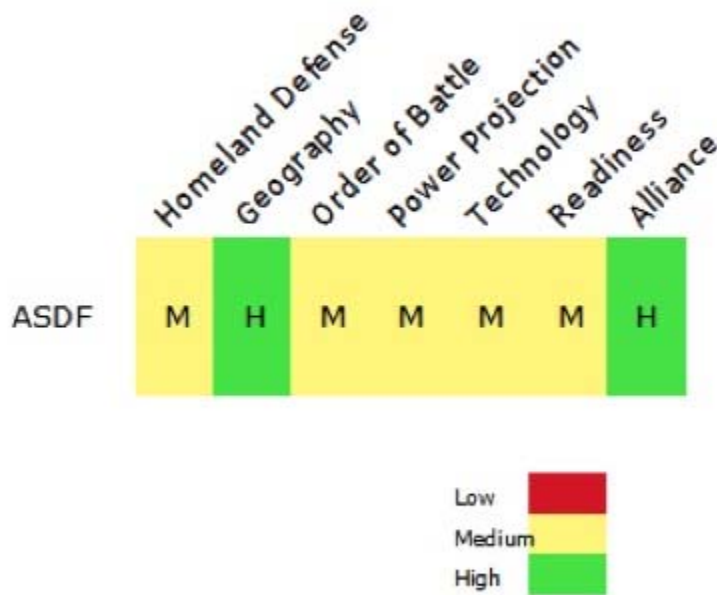 Homeland Defense
Geography
Order of Battle
Power Projection
Technology
Readiness
Alliance
ASDF M H M M M M H
Low
Medium
High